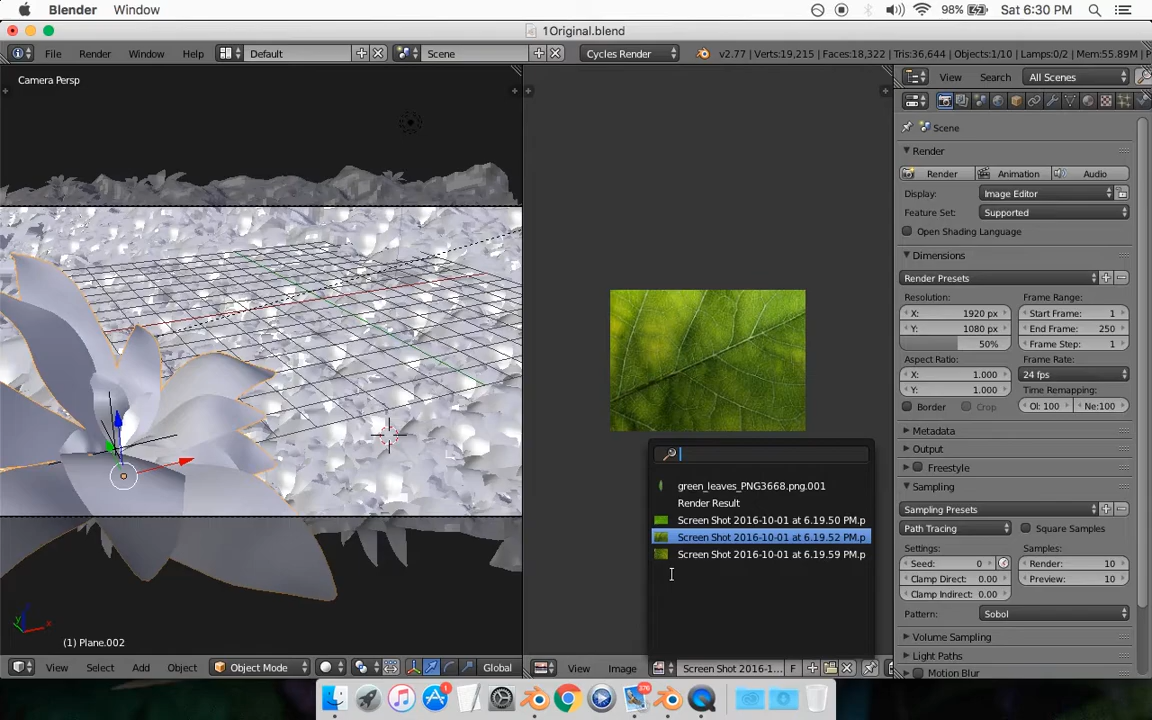 Blender Window 98% Sat 6:30 PM
1Original.blend
File Render Window Help Default Scene Cycles Render v2.77 | Verts:19,215 | Faces:18,322 | Tris:36,644 | Objects:1/10 | Lamps:0/2 | Mem:55.89M |
Camera Persp
View Search All Scenes
Scene
Render
Render Animation Audio
Display: Image Editor
Feature Set: Supported
Open Shading Language
Dimensions
Render Presets
Resolution: Frame Range:
X: 1920 px Start Frame: 1
Y: 1080 px End Frame: 250
50% Frame Step: 1
Aspect Ratio: Frame Rate:
X: 1.000 24 fps
Y: 1.000 Time Remapping:
Border Crop Ol: 100 Ne:100
Metadata
Output
Freestyle
Sampling
Sampling Presets
Path Tracing Square Samples
Settings: Samples:
Seed: 0 Render: 10
Clamp Direct: 0.00 Preview: 10
Clamp Indirect: 0.00
Pattern: Sobol
Volume Sampling
Light Paths
Motion Blur
green_leaves_PNG3668.png.001
Render Result
Screen Shot 2016-10-01 at 6.19.50 PM.p
Screen Shot 2016-10-01 at 6.19.52 PM.p
Screen Shot 2016-10-01 at 6.19.59 PM.p
(1) Plane.002
View Select Add Object Object Mode Global
View Image Screen Shot 2016-1... F